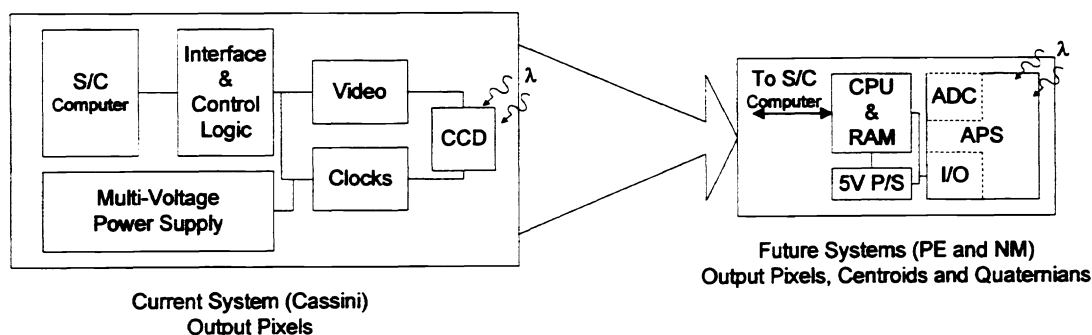 S/C
Computer
Interface
&
Control
Logic
Video
λ
CCD
Clocks
Multi-Voltage
Power Supply
Current System (Cassini)
Output Pixels
To S/C
Computer
CPU
&
RAM
5V P/S
λ
ADC
APS
I/O
Future Systems (PE and NM)
Output Pixels, Centroids and Quaternians